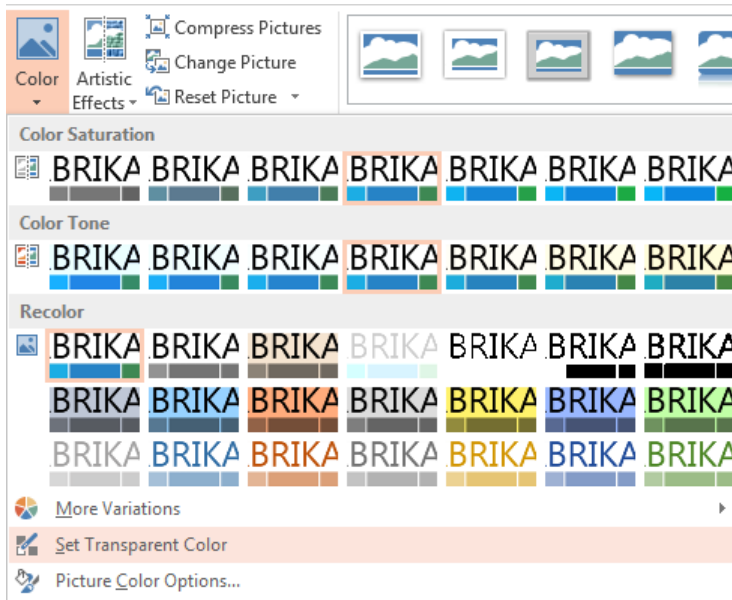 Compress Pictures
Change Picture
Color Artistic Effects Reset Picture
Color Saturation
BRIKA BRIKA BRIKA BRIKA BRIKA BRIKA BRIKA
Color Tone
BRIKA BRIKA BRIKA BRIKA BRIKA BRIKA BRIKA
Recolor
BRIKA BRIKA BRIKA BRIKA BRIKA BRIKA BRIKA
BRIKA BRIKA BRIKA BRIKA BRIKA BRIKA BRIKA
BRIKA BRIKA BRIKA BRIKA BRIKA BRIKA BRIKA
More Variations
Set Transparent Color
Picture Color Options...